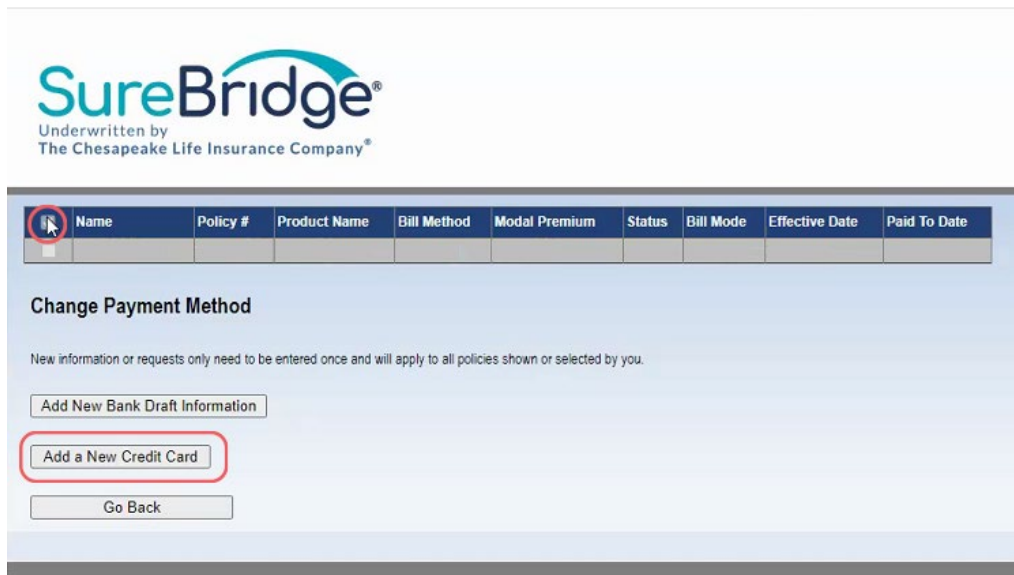 SureBridge®
Underwritten by
The Chesapeake Life Insurance Company®
Name Policy # Product Name Bill Method Modal Premium Status Bill Mode Effective Date Paid To Date
Change Payment Method
New information or requests only need to be entered once and will apply to all policies shown or selected by you.
Add New Bank Draft Information
Add a New Credit Card
Go Back